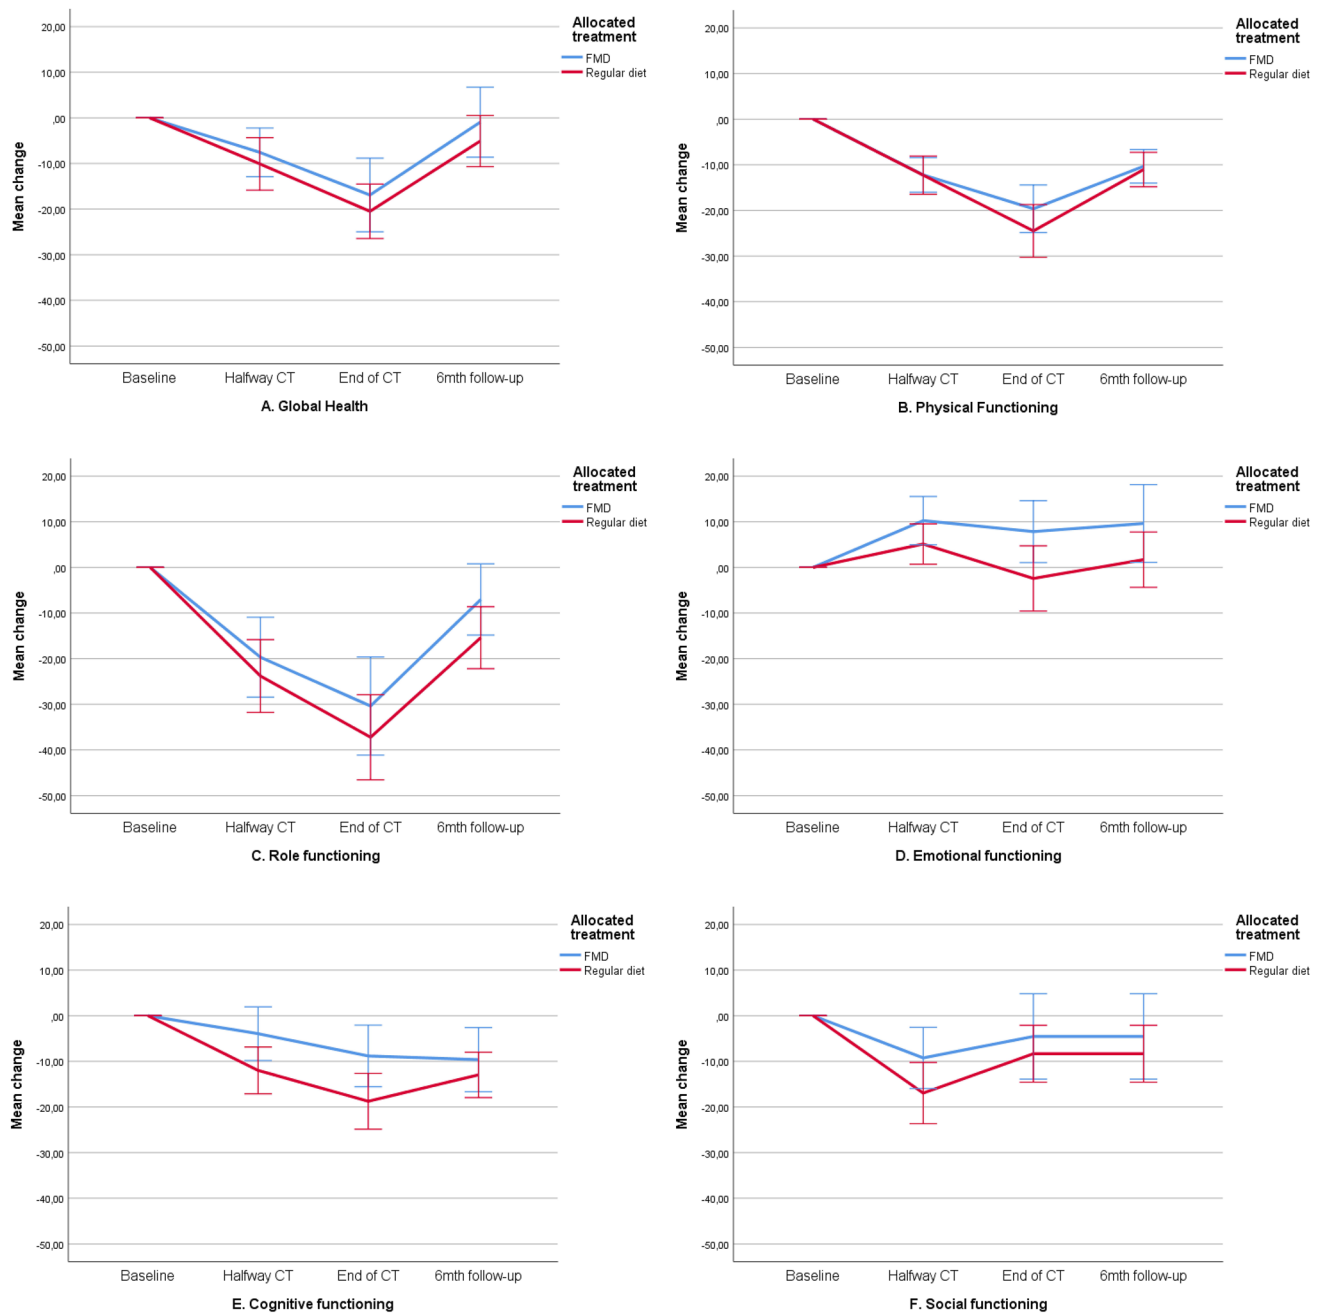 Allocated
treatment
FMD
Regular diet
20,00
10,00
,00
-10,00
-20,00
-30,00
-40,00
-50,00
Mean change
Baseline
Halfway CT
End of CT
6mth follow-up
A. Global Health
Allocated
treatment
FMD
Regular diet
20,00
10,00
,00
-10,00
-20,00
-30,00
-40,00
-50,00
Mean change
Baseline
Halfway CT
End of CT
6mth follow-up
B. Physical Functioning
Allocated
treatment
FMD
Regular diet
20,00
10,00
,00
-10,00
-20,00
-30,00
-40,00
-50,00
Mean change
Baseline
Halfway CT
End of CT
6mth follow-up
C. Role functioning
Allocated
treatment
FMD
Regular diet
20,00
10,00
,00
-10,00
-20,00
-30,00
-40,00
-50,00
Mean change
Baseline
Halfway CT
End of CT
6mth follow-up
D. Emotional functioning
Allocated
treatment
FMD
Regular diet
20,00
10,00
,00
-10,00
-20,00
-30,00
-40,00
-50,00
Mean change
Baseline
Halfway CT
End of CT
6mth follow-up
E. Cognitive functioning
Allocated
treatment
FMD
Regular diet
20,00
10,00
,00
-10,00
-20,00
-30,00
-40,00
-50,00
Mean change
Baseline
Halfway CT
End of CT
6mth follow-up
F. Social functioning